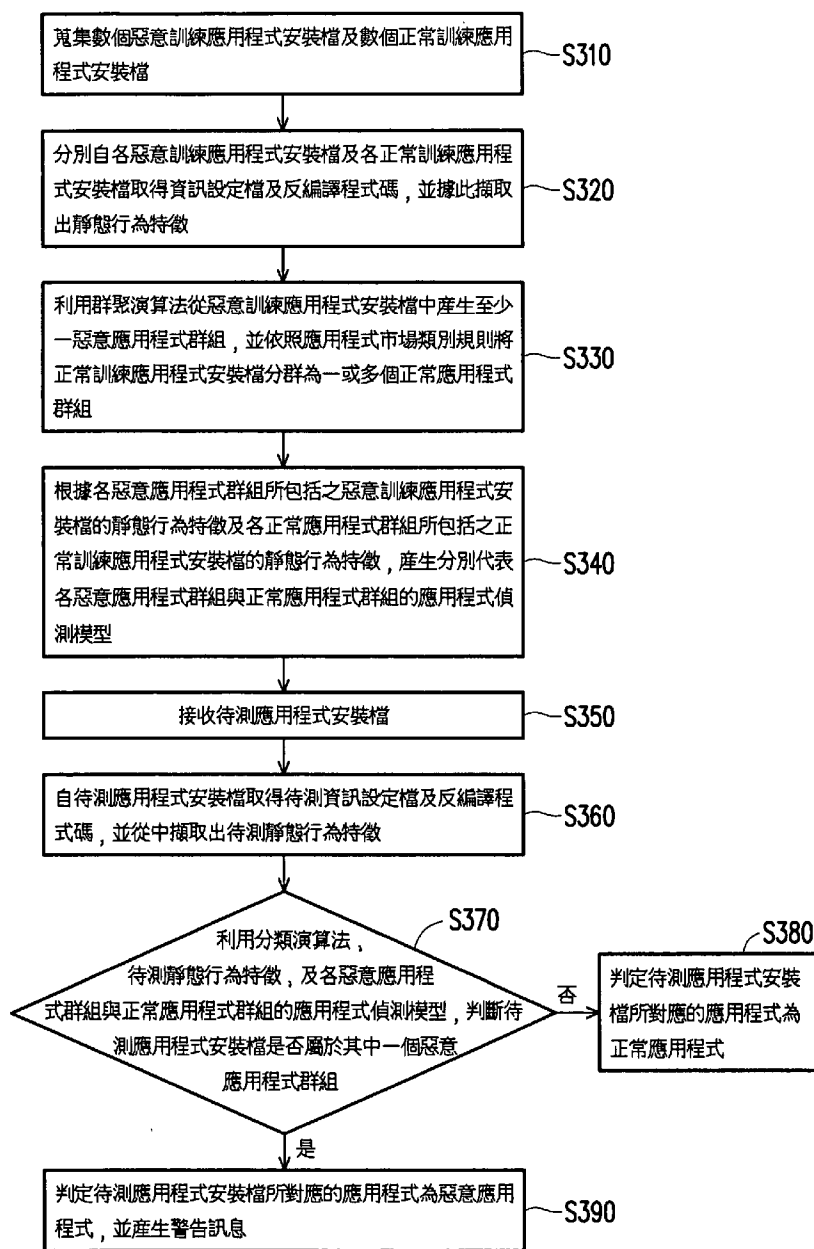 蒐集數個惡意訓練應用程式安裝檔及數個正常訓練應用
程式安裝檔
S310
分別自各惡意訓練應用程式安裝檔及各正常訓練應用程
式安裝檔取得資訊設定檔及反編譯程式碼，並據此擷取
出靜態行為特徵
S320
利用群聚演算法從惡意訓練應用程式安裝檔中產生至少
一惡意應用程式群組，並依照應用程式市場類別規則將
正常訓練應用程式安裝檔分群為一或多個正常應用程式
群組
S330
根據各惡意應用程式群組所包括之惡意訓練應用程式安
裝檔的靜態行為特徵及各正常應用程式群組所包括之正
常訓練應用程式安裝檔的靜態行為特徵，產生分別代表
各惡意應用程式群組與正常應用程式群組的應用程式偵
測模型
S340
接收待測應用程式安裝檔
S350
自待測應用程式安裝檔取得待測資訊設定檔及反編譯程
式碼，並從中擷取出待測靜態行為特徵
S360
S370
利用分類演算法，
待測靜態行為特徵，及各惡意應用程
式群組與正常應用程式群組的應用程式偵測模型，判斷待
測應用程式安裝檔是否屬於其中一個惡意
應用程式群組
否
S380
判定待測應用程式安裝
檔所對應的應用程式為
正常應用程式
是
判定待測應用程式安裝檔所對應的應用程式為惡意應用
程式，並產生警告訊息
S390